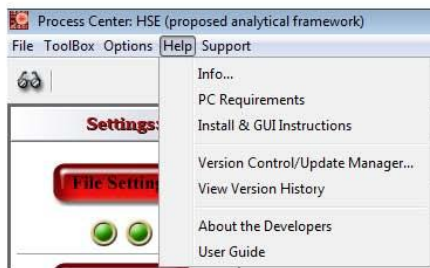 Process Center: HSE (proposed analytical framework)
File ToolBox Options Help Support
Info...
PC Requirements
Settings:
Install & GUI Instructions
Version Control/Update Manager...
File Setting
View Version History
About the Developers
User Guide